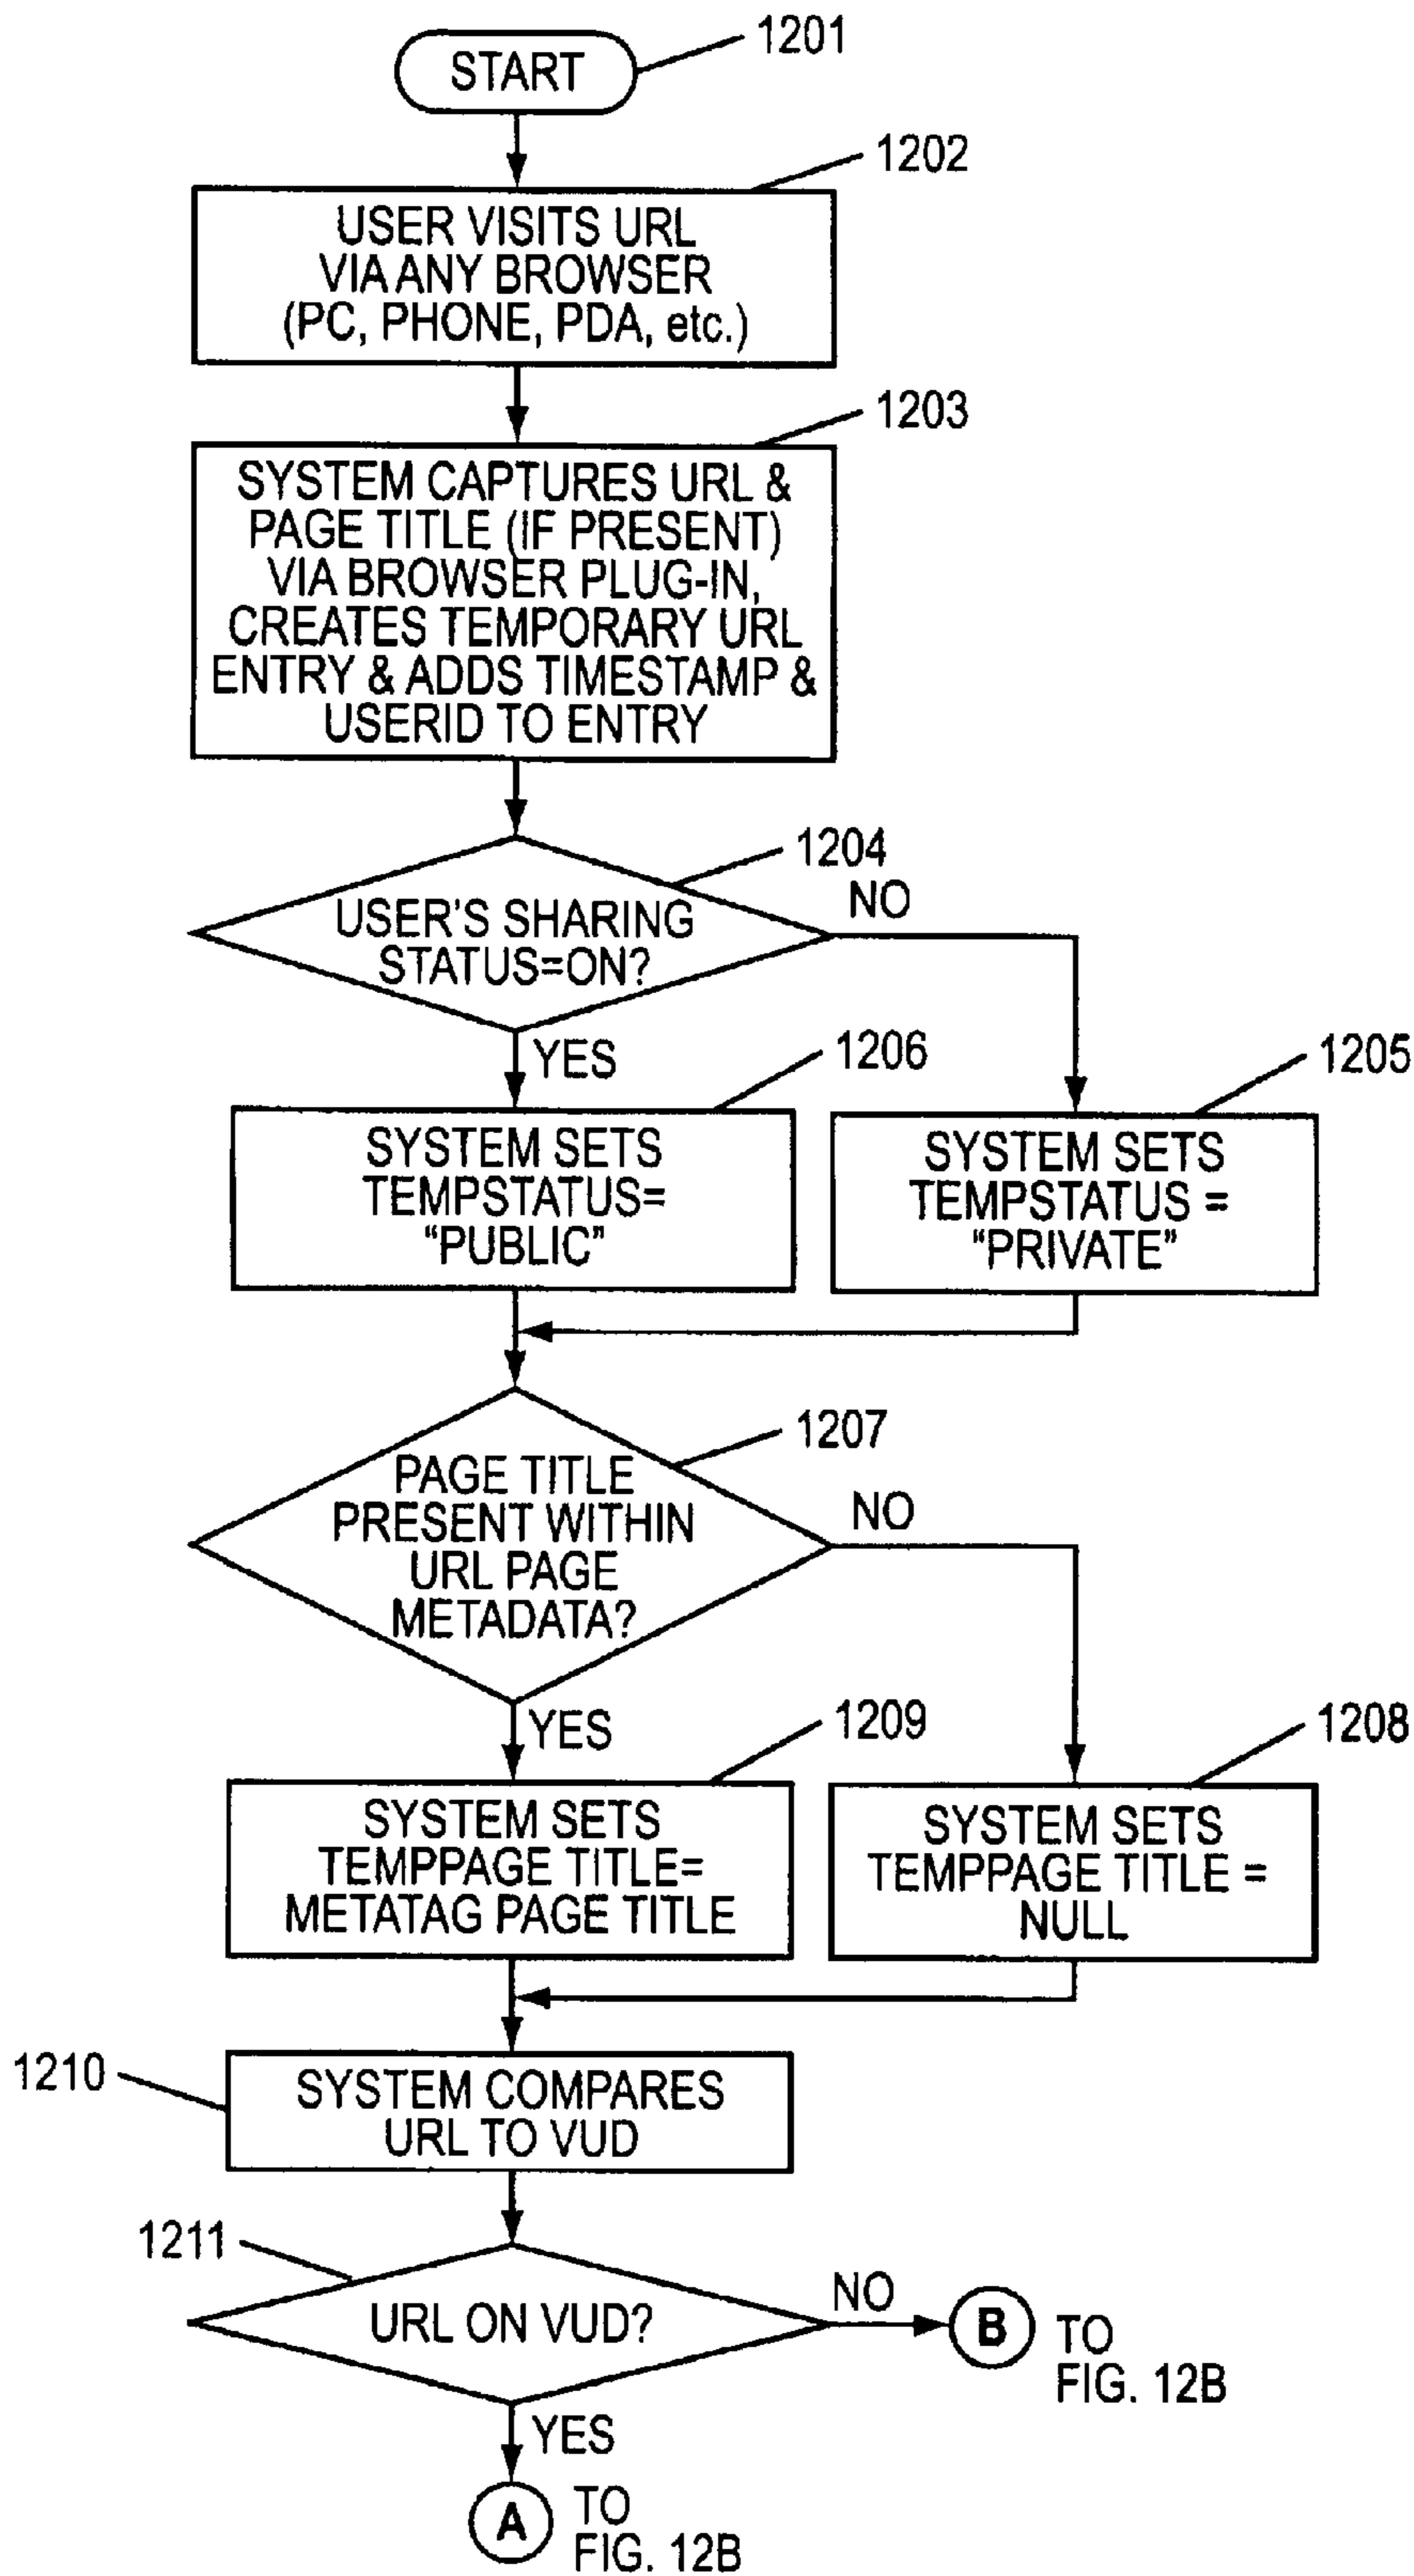 1201
START
1202
USER VISITS URL
VIA ANY BROWSER
(PC, PHONE, PDA, etc.)
1203
SYSTEM CAPTURES URL &
PAGE TITLE (IF PRESENT)
VIA BROWSER PLUG-IN,
CREATES TEMPORARY URL
ENTRY & ADDS TIMESTAMP &
USERID TO ENTRY
1204
NO
USER'S SHARING
STATUS=ON?
YES
1206
1205
SYSTEM SETS
TEMPSTATUS=
“PUBLIC”
SYSTEM SETS
TEMPSTATUS =
“PRIVATE”
1207
PAGE TITLE
PRESENT WITHIN
URL PAGE
METADATA?
NO
YES
1209
1208
SYSTEM SETS
TEMPPAGE TITLE=
METATAG PAGE TITLE
SYSTEM SETS
TEMPPAGE TITLE =
NULL
1210
SYSTEM COMPARES
URL TO VUD
1211
URL ON VUD?
NO
B
TO
FIG. 12B
YES
A
TO
FIG. 12B